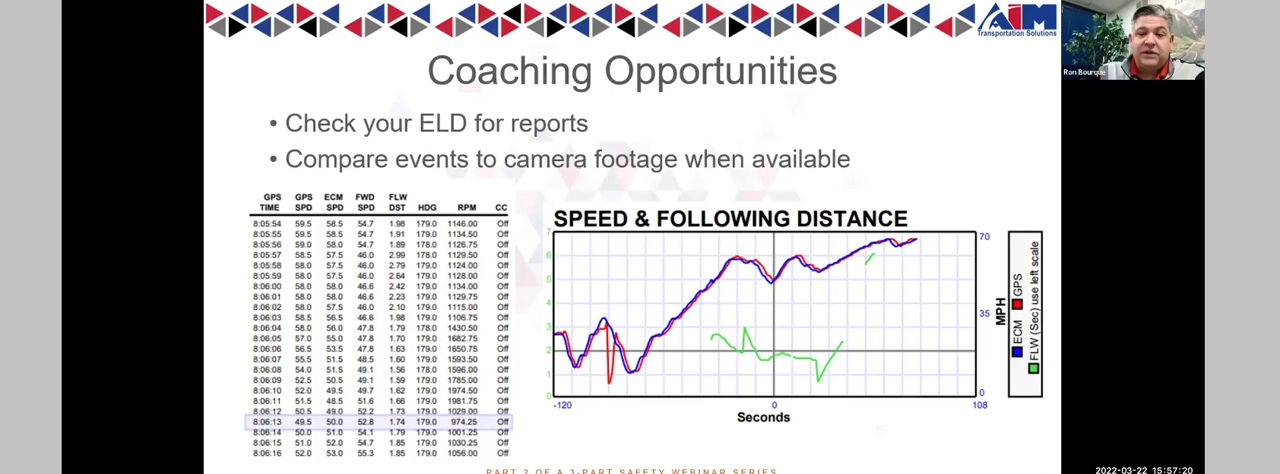 AIM
Transportation Solutions
Ron Bourque
Coaching Opportunities
• Check your ELD for reports
• Compare events to camera footage when available
GPS GPS ECM FWD FLW
TIME SPD SPD SPD DST HDG RPM CC
8:05:54 59.5 58.5 54.7 1.98 179.0 1146.00 Off
8:05:55 59.5 58.5 54.7 1.91 179.0 1134.50 Off
8:05:56 59.0 58.0 54.7 1.89 178.0 1126.75 Off
8:05:57 58.5 57.5 46.0 2.99 178.0 1129.50 Off
8:05:58 58.0 57.5 46.0 2.79 179.0 1124.00 Off
8:05:59 58.0 57.5 46.0 2.64 179.0 1128.00 Off
8:06:00 58.0 58.0 46.6 2.42 179.0 1134.00 Off
8:06:01 58.0 58.0 46.6 2.23 179.0 1129.75 Off
8:06:02 58.0 57.5 46.6 2.10 179.0 1115.00 Off
8:06:03 58.5 56.5 46.6 1.98 179.0 1106.75 Off
8:06:04 58.0 56.0 47.8 1.79 178.0 1430.50 Off
8:06:05 57.0 55.0 47.8 1.70 179.0 1682.75 Off
8:06:06 56.5 53.5 47.8 1.63 179.0 1650.75 Off
8:06:07 55.5 51.5 48.5 1.60 179.0 1593.50 Off
8:06:08 54.0 51.5 49.1 1.56 178.0 1596.00 Off
8:06:09 52.5 50.5 49.1 1.59 179.0 1785.00 Off
8:06:10 52.0 49.5 49.7 1.62 179.0 1974.50 Off
8:06:11 51.5 48.5 51.6 1.66 179.0 1981.75 Off
8:06:12 50.5 49.0 52.2 1.73 179.0 1029.00 Off
8:06:13 49.5 50.0 52.8 1.74 179.0 974.25 Off
8:06:14 50.0 51.0 54.1 1.79 179.0 1001.25 Off
8:06:15 51.0 52.0 54.7 1.85 179.0 1030.25 Off
8:06:16 52.0 53.0 55.3 1.85 179.0 1056.00 Off
SPEED & FOLLOWING DISTANCE
7
6
5
4
3
2
1
0
70
35
0
MPH
-120 0 108
Seconds
ECM GPS
FLW (Sec) use left scale
PART 2 OF A 3-PART SAFETY WEBINAR SERIES
2022-03-22 15:57:20